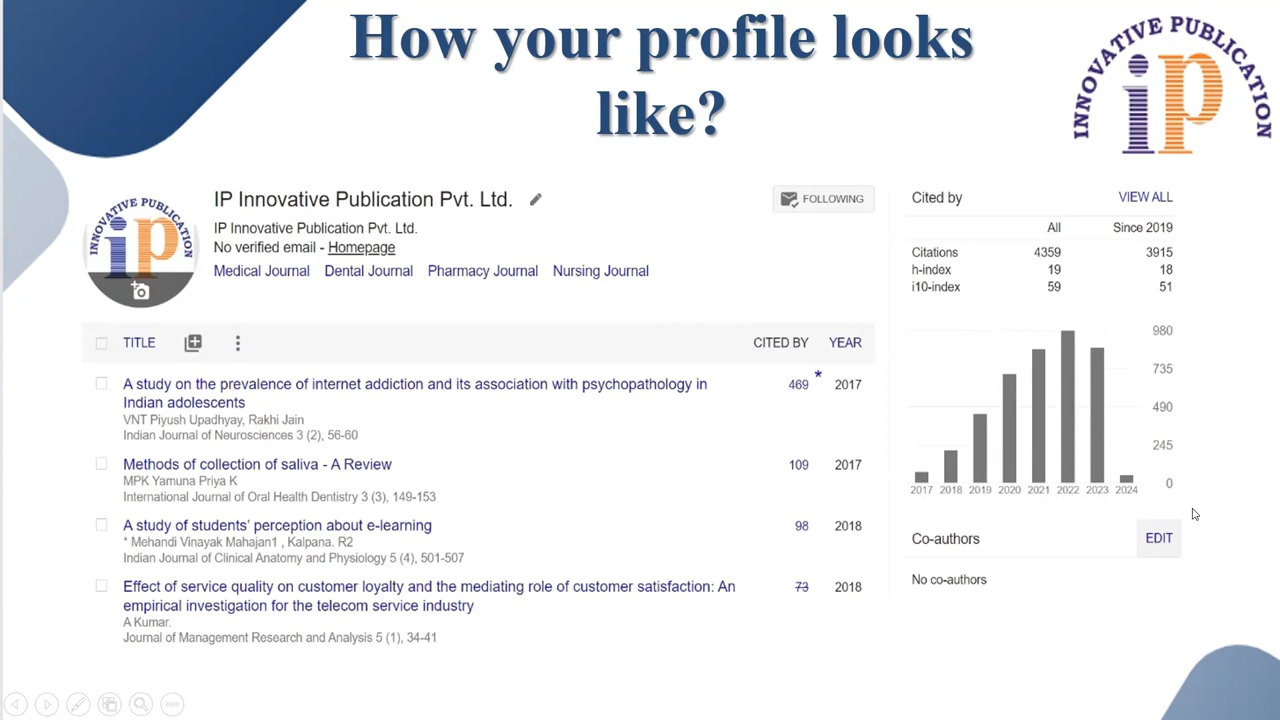 How your profile looks
like?
INNOVATIVE PUBLICATION
ip
INNOVATIVE PUBLICATION
ip
IP Innovative Publication Pvt. Ltd.
FOLLOWING
IP Innovative Publication Pvt. Ltd.
No verified email - Homepage
Medical Journal Dental Journal Pharmacy Journal Nursing Journal
TITLE CITED BY YEAR
A study on the prevalence of internet addiction and its association with psychopathology in 469 * 2017
Indian adolescents
VNT Piyush Upadhyay, Rakhi Jain
Indian Journal of Neurosciences 3 (2), 56-60
Methods of collection of saliva - A Review 109 2017
MPK Yamuna Priya K
International Journal of Oral Health Dentistry 3 (3), 149-153
A study of students' perception about e-learning 98 2018
* Mehandi Vinayak Mahajan1 , Kalpana. R2
Indian Journal of Clinical Anatomy and Physiology 5 (4), 501-507
Effect of service quality on customer loyalty and the mediating role of customer satisfaction: An 73 2018
empirical investigation for the telecom service industry
A Kumar.
Journal of Management Research and Analysis 5 (1), 34-41
Cited by VIEW ALL
All Since 2019
Citations 4359 3915
h-index 19 18
i10-index 59 51
980
735
490
245
0
2017 2018 2019 2020 2021 2022 2023 2024
Co-authors EDIT
No co-authors